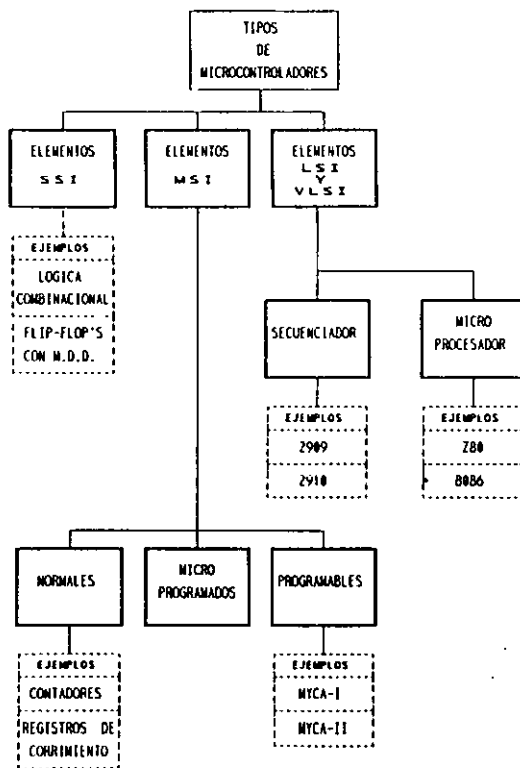 TIPOS
DE
MICROCONTROLADORES
ELEMENTOS
SSI
ELEMENTOS
MSI
ELEMENTOS
LSI
Y
VLSI
EJEMPLOS
LOGICA
COMBINACIONAL
FLIP-FLOP'S
CON M.D.D.
SECUENCIADOR
MICRO
PROCESADOR
EJEMPLOS
2909
2910
EJEMPLOS
Z80
8086
NORMALES
MICRO
PROGRAMADOS
PROGRAMABLES
EJEMPLOS
CONTADORES
REGISTROS DE
CORRIMIENTO
EJEMPLOS
MYCA-I
MYCA-II